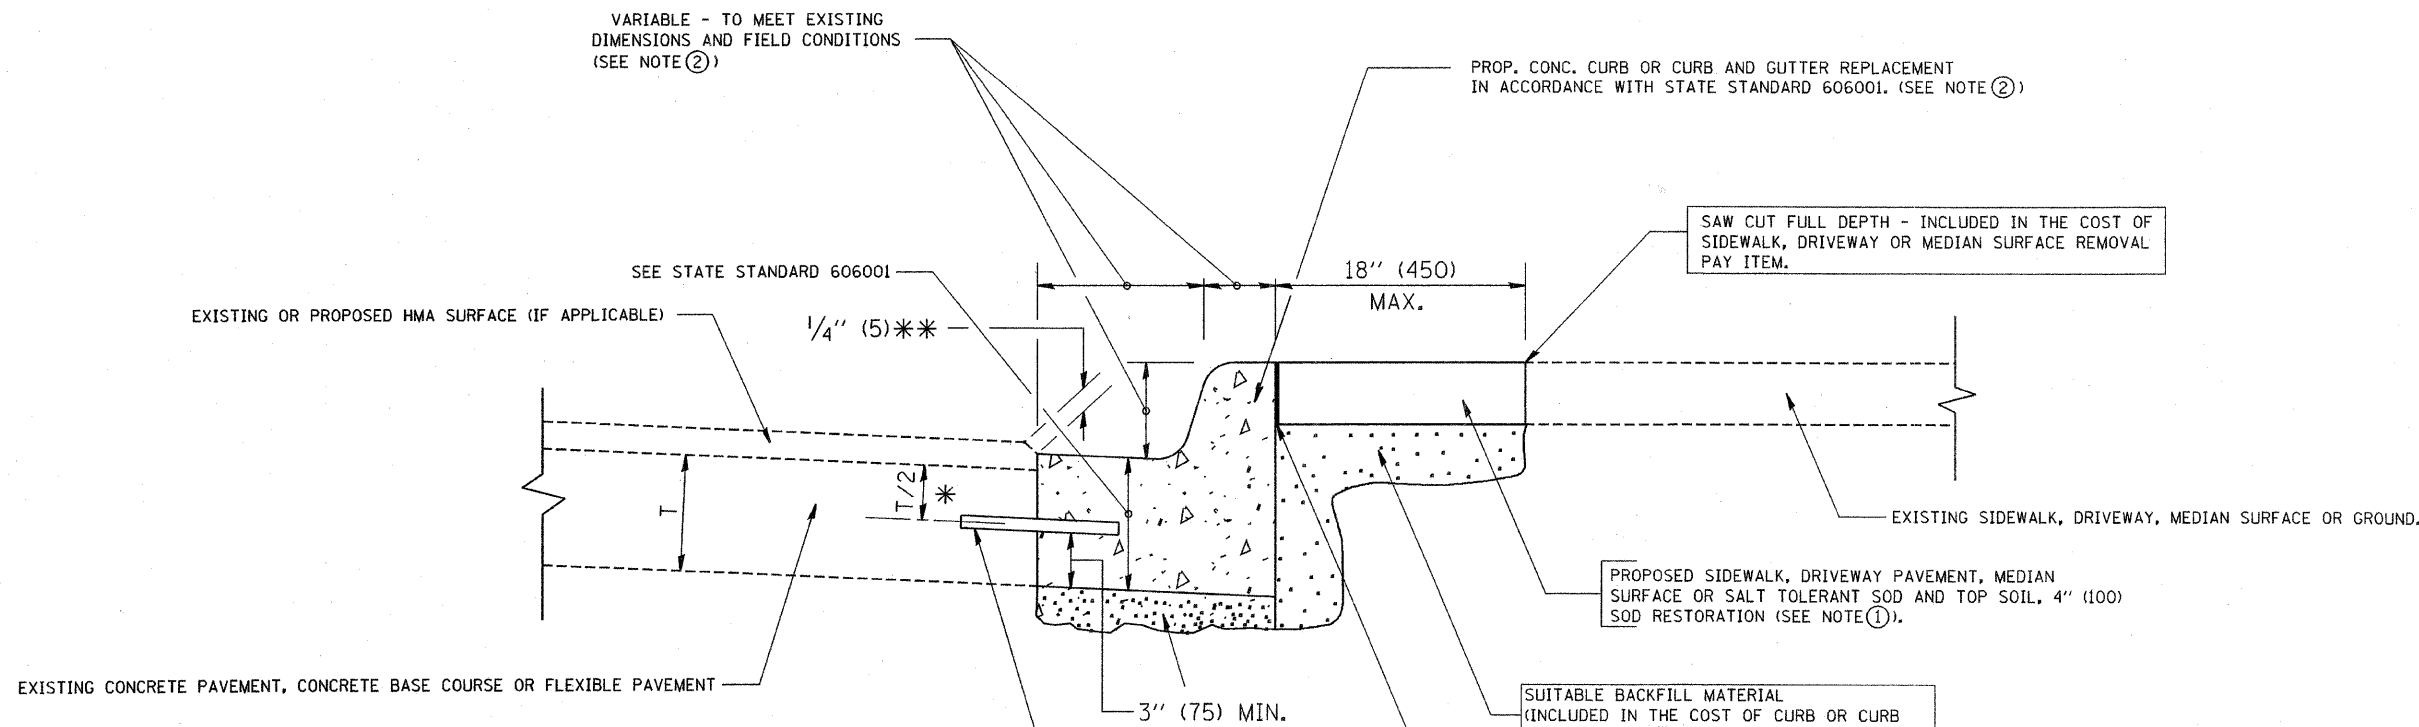 VARIABLE - TO MEET EXISTING
DIMENSIONS AND FIELD CONDITIONS
(SEE NOTE ②)
PROP. CONC. CURB OR CURB AND GUTTER REPLACEMENT
IN ACCORDANCE WITH STATE STANDARD 606001. (SEE NOTE ②)
SAW CUT FULL DEPTH - INCLUDED IN THE COST OF
SIDEWALK, DRIVEWAY OR MEDIAN SURFACE REMOVAL
PAY ITEM.
SEE STATE STANDARD 606001
18'' (450)
MAX.
EXISTING OR PROPOSED HMA SURFACE (IF APPLICABLE)
1/4'' (5)**
T
T/2
*
EXISTING SIDEWALK, DRIVEWAY, MEDIAN SURFACE OR GROUND.
PROPOSED SIDEWALK, DRIVEWAY PAVEMENT, MEDIAN
SURFACE OR SALT TOLERANT SOD AND TOP SOIL, 4'' (100)
SOD RESTORATION (SEE NOTE ①).
EXISTING CONCRETE PAVEMENT, CONCRETE BASE COURSE OR FLEXIBLE PAVEMENT
3'' (75) MIN.
SUITABLE BACKFILL MATERIAL
(INCLUDED IN THE COST OF CURB OR CURB